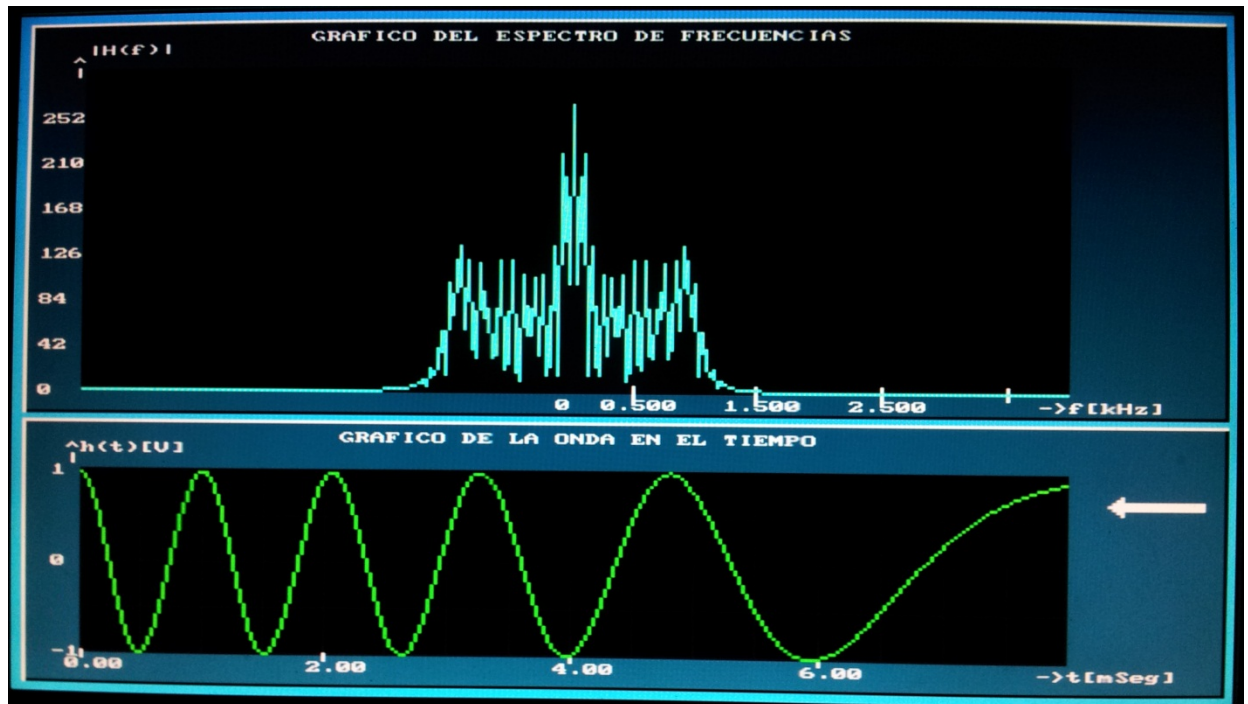 GRAFICO DEL ESPECTRO DE FRECUENCIAS
|H(f)|
252
210
168
126
84
42
0
0 0.500 1.500 2.500 ->f[kHz]
GRAFICO DE LA ONDA EN EL TIEMPO
^h(t)[V]
1
0
-1
0.00 2.00 4.00 6.00 ->t[mSeg]